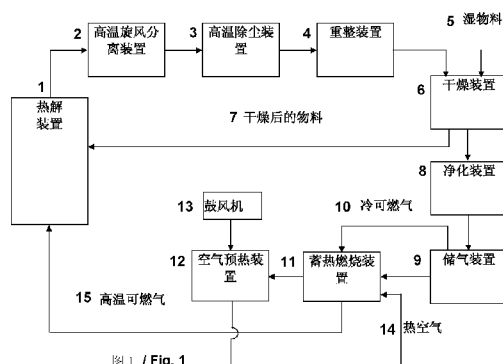 2
高温旋风分
离装置
3
高温除尘装
置
4
重整装置
5 湿物料
1
热解
装置
6
干燥装置
7 干燥后的物料
8
净化装置
10 冷可燃气
13
鼓风机
12
空气预热装
置
11
蓄热燃烧装
置
9
储气装置
15 高温可燃气
14 热空气
图 1 / Fig. 1